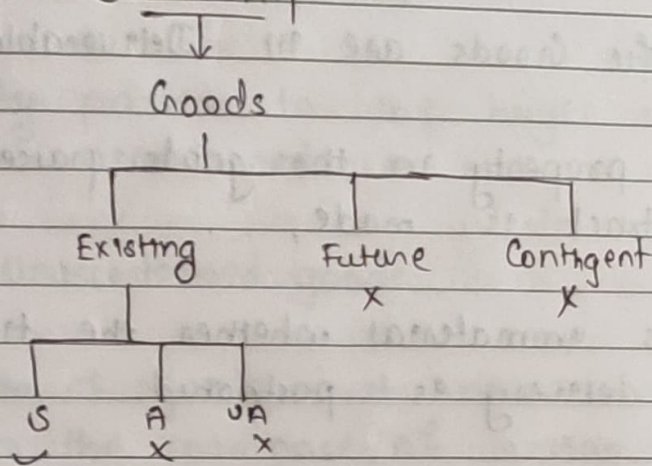 Goods
Existing Future Contingent
x x
S A UA
✓ x x